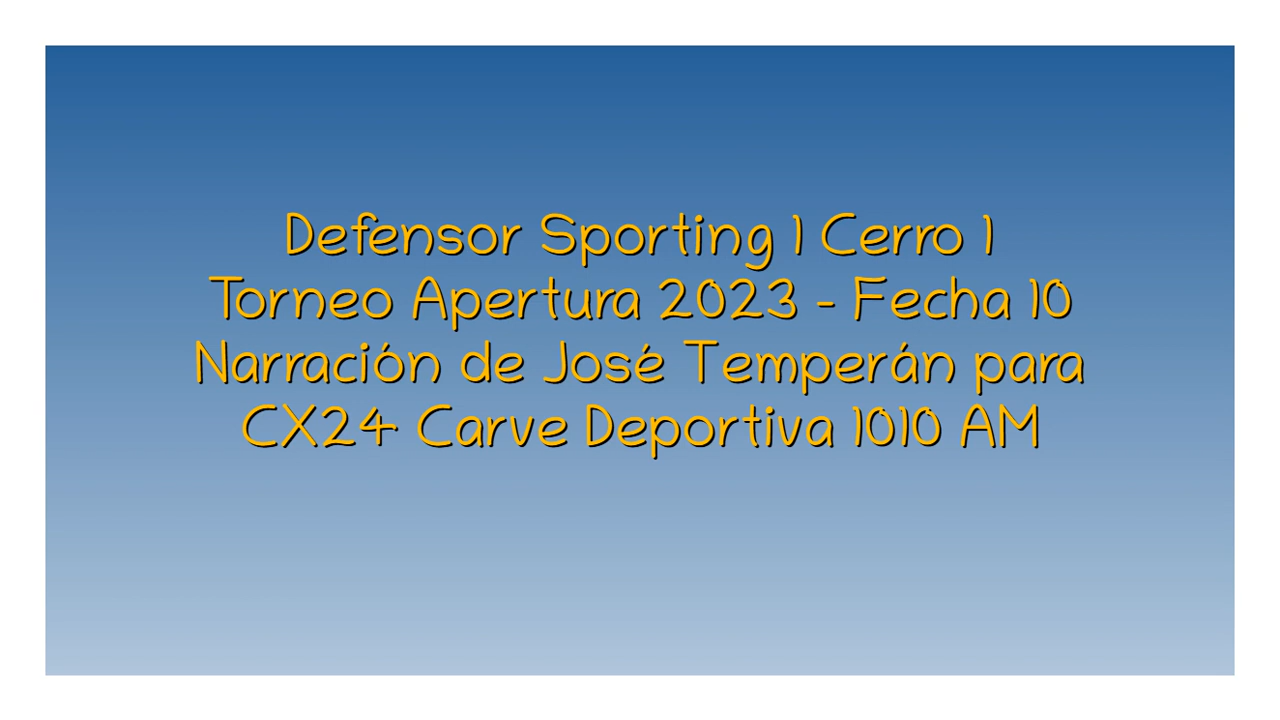 Defensor Sporting 1 Cerro 1
Torneo Apertura 2023 - Fecha 10
Narración de José Temperán para
CX24 Carve Deportiva 1010 AM